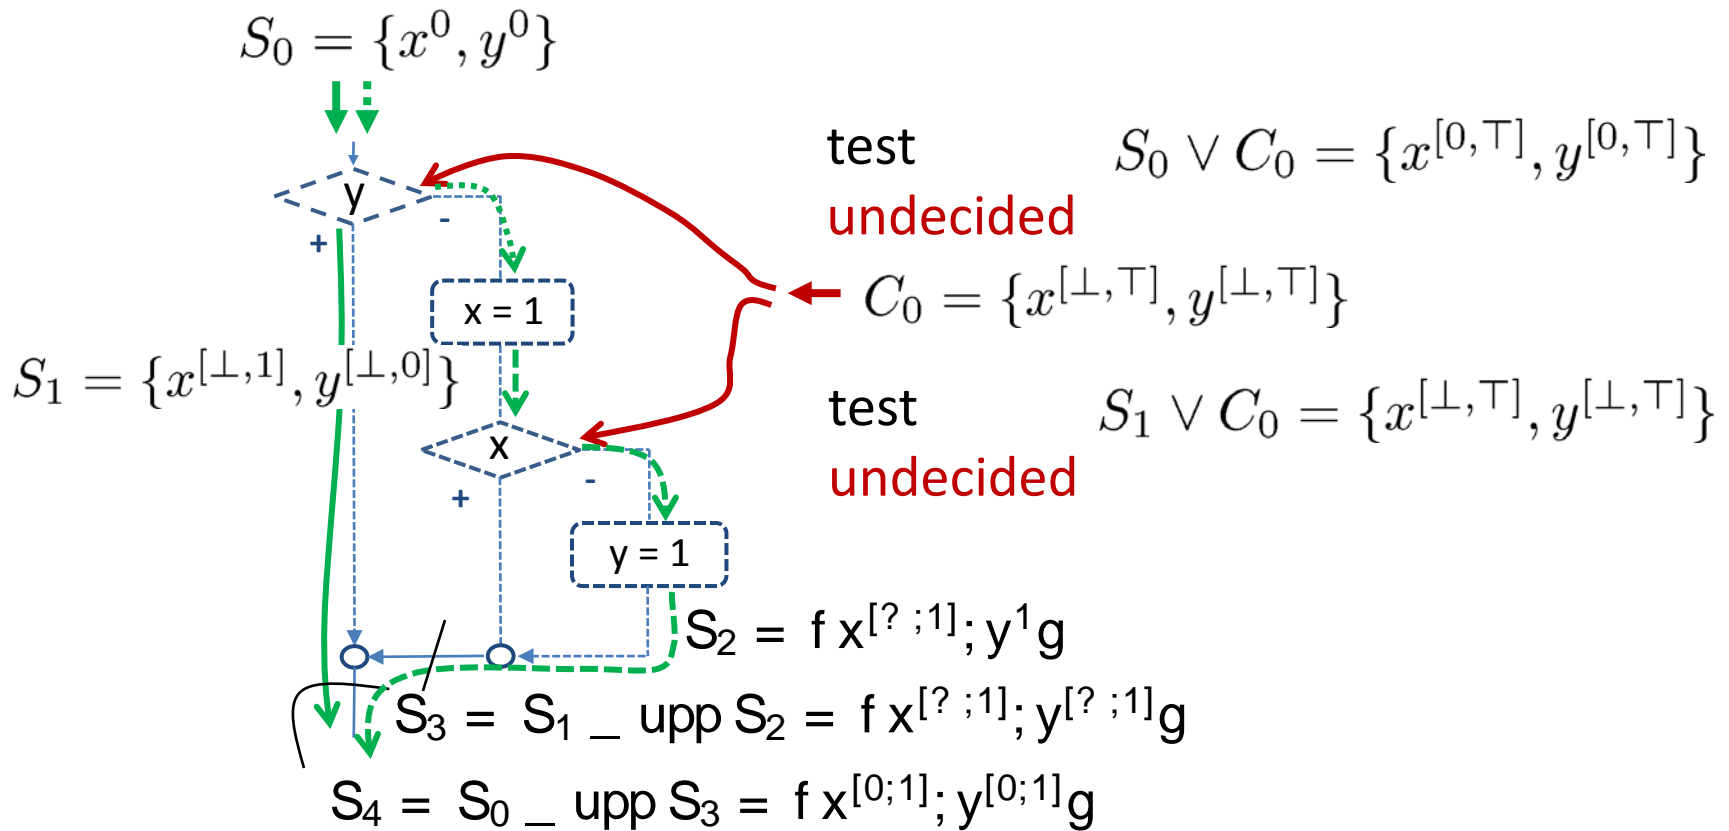 S₀ = {x⁰, y⁰}
test
undecided
S₀ ∨ C₀ = {x^[0,⊤], y^[0,⊤]}
y
-
+
x = 1
C₀ = {x^[⊥,⊤], y^[⊥,⊤]}
S₁ = {x^[⊥,1], y^[⊥,0]}
test
undecided
S₁ ∨ C₀ = {x^[⊥,⊤], y^[⊥,⊤]}
x
-
+
y = 1
S₂ = f x^[? ;1]; y¹g
S₃ = S₁ _ upp S₂ = f x^[? ;1]; y^[? ;1]g
S₄ = S₀ _ upp S₃ = f x^[0;1]; y^[0;1]g